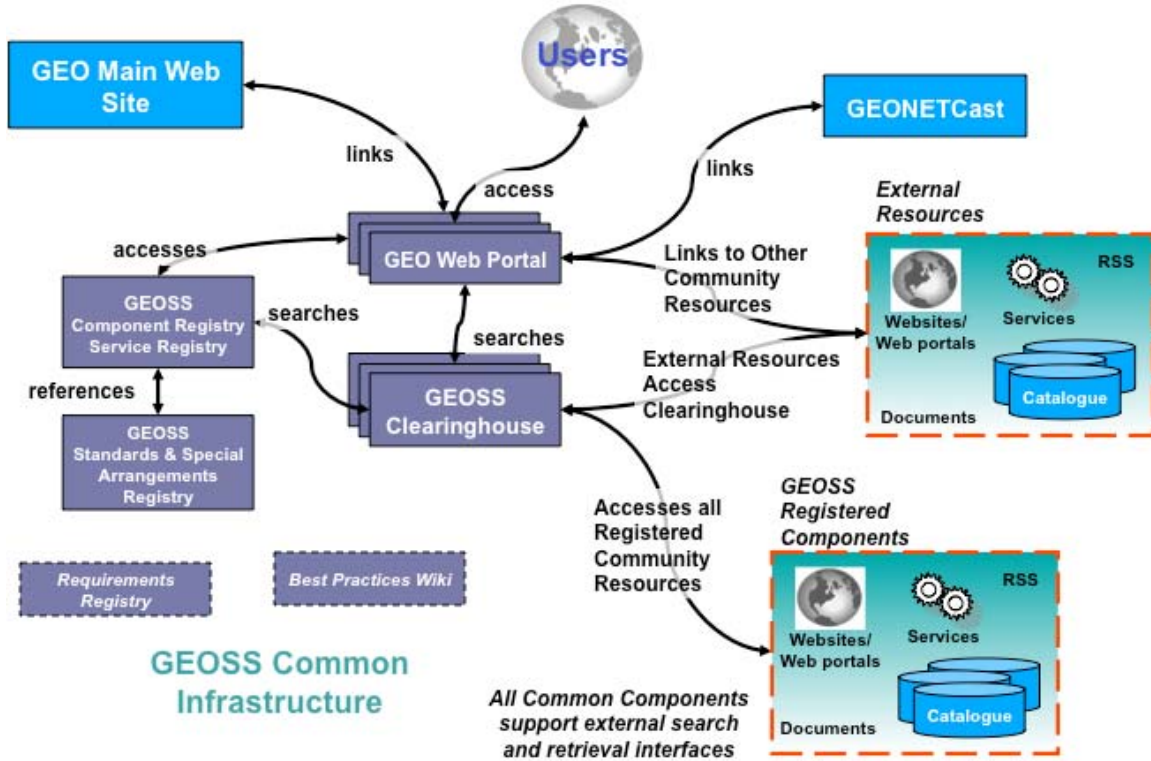 Users
GEO Main Web
Site
GEONETCast
links
access
links
External
Resources
accesses
GEO Web Portal
Links to Other
Community
Resources
RSS
Websites/
Web portals
Services
GEOSS
Component Registry
Service Registry
searches
searches
External Resources
Access
Clearinghouse
Catalogue
Documents
references
GEOSS
Clearinghouse
GEOSS
Standards & Special
Arrangements
Registry
Accesses all
Registered
Community
Resources
GEOSS
Registered
Components
RSS
Websites/
Web portals
Services
Catalogue
Documents
Requirements
Registry
Best Practices Wiki
GEOSS Common
Infrastructure
All Common Components
support external search
and retrieval interfaces